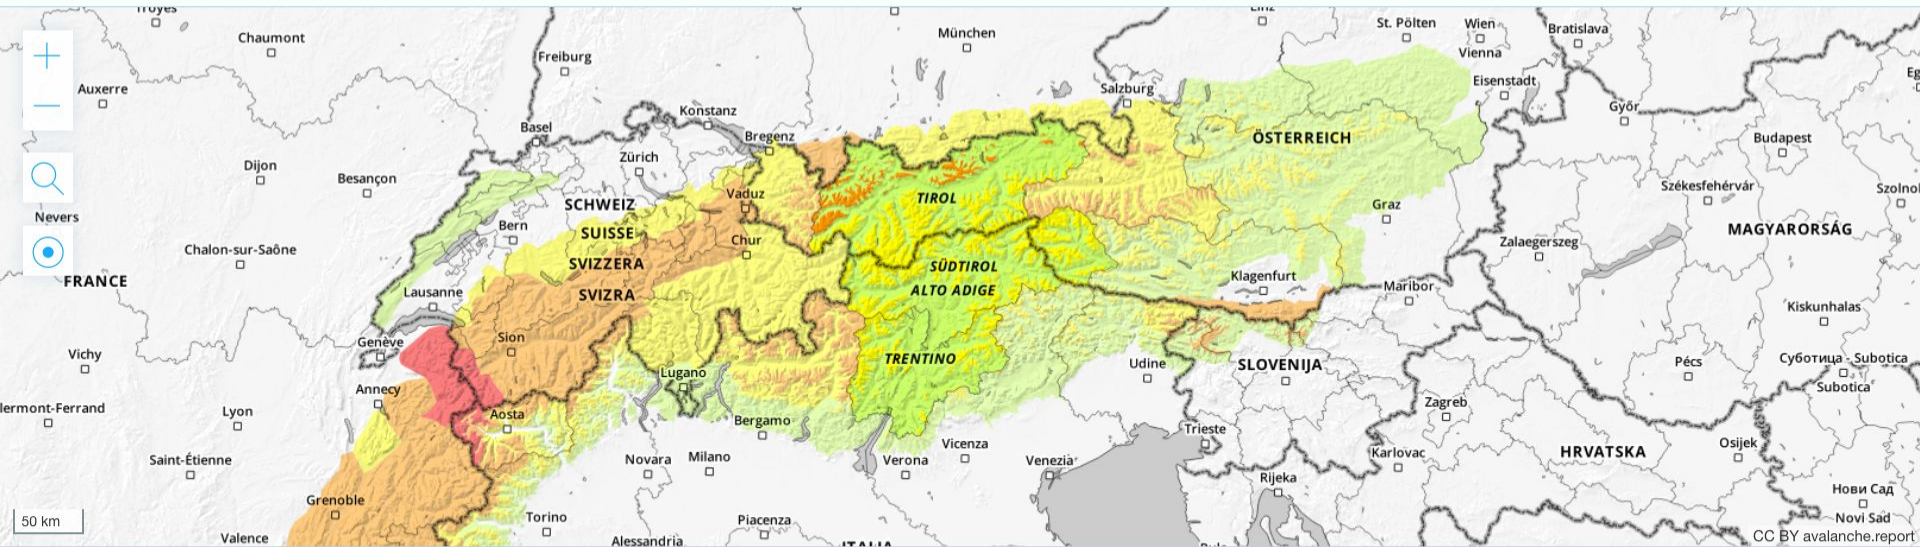 Troyes
Linz
St. Pölten
Wien
Vienna
Bratislava
Chaumont
München
Freiburg
Auxerre
Salzburg
Eisenstadt
Győr
Konstanz
Basel
Bregenz
ÖSTERREICH
Budapest
Dijon
Zürich
Besançon
Székesfehérvár
Szolnok
Nevers
SCHWEIZ
Vaduz
TIROL
Graz
Bern
SUISSE
Chur
MAGYARORSZÁG
Chalon-sur-Saône
Zalaegerszeg
SVIZZERA
SÜDTIROL
ALTO ADIGE
FRANCE
Klagenfurt
Lausanne
SVIZRA
Maribor
Kiskunhalas
Genève
Sion
Vichy
TRENTINO
Udine
SLOVENIJA
Pécs
Суботица - Subotica
Subotica
Lugano
Annecy
Lyon
Aosta
Bergamo
Zagreb
Trieste
Vicenza
Saint-Étienne
Novara
Milano
Verona
Venezia
Karlovac
HRVATSKA
Osijek
Rijeka
Grenoble
Нови Сад
Novi Sad
50 km
Torino
Piacenza
Valence
Alessandria
ITALIA
CC BY avalanche.report